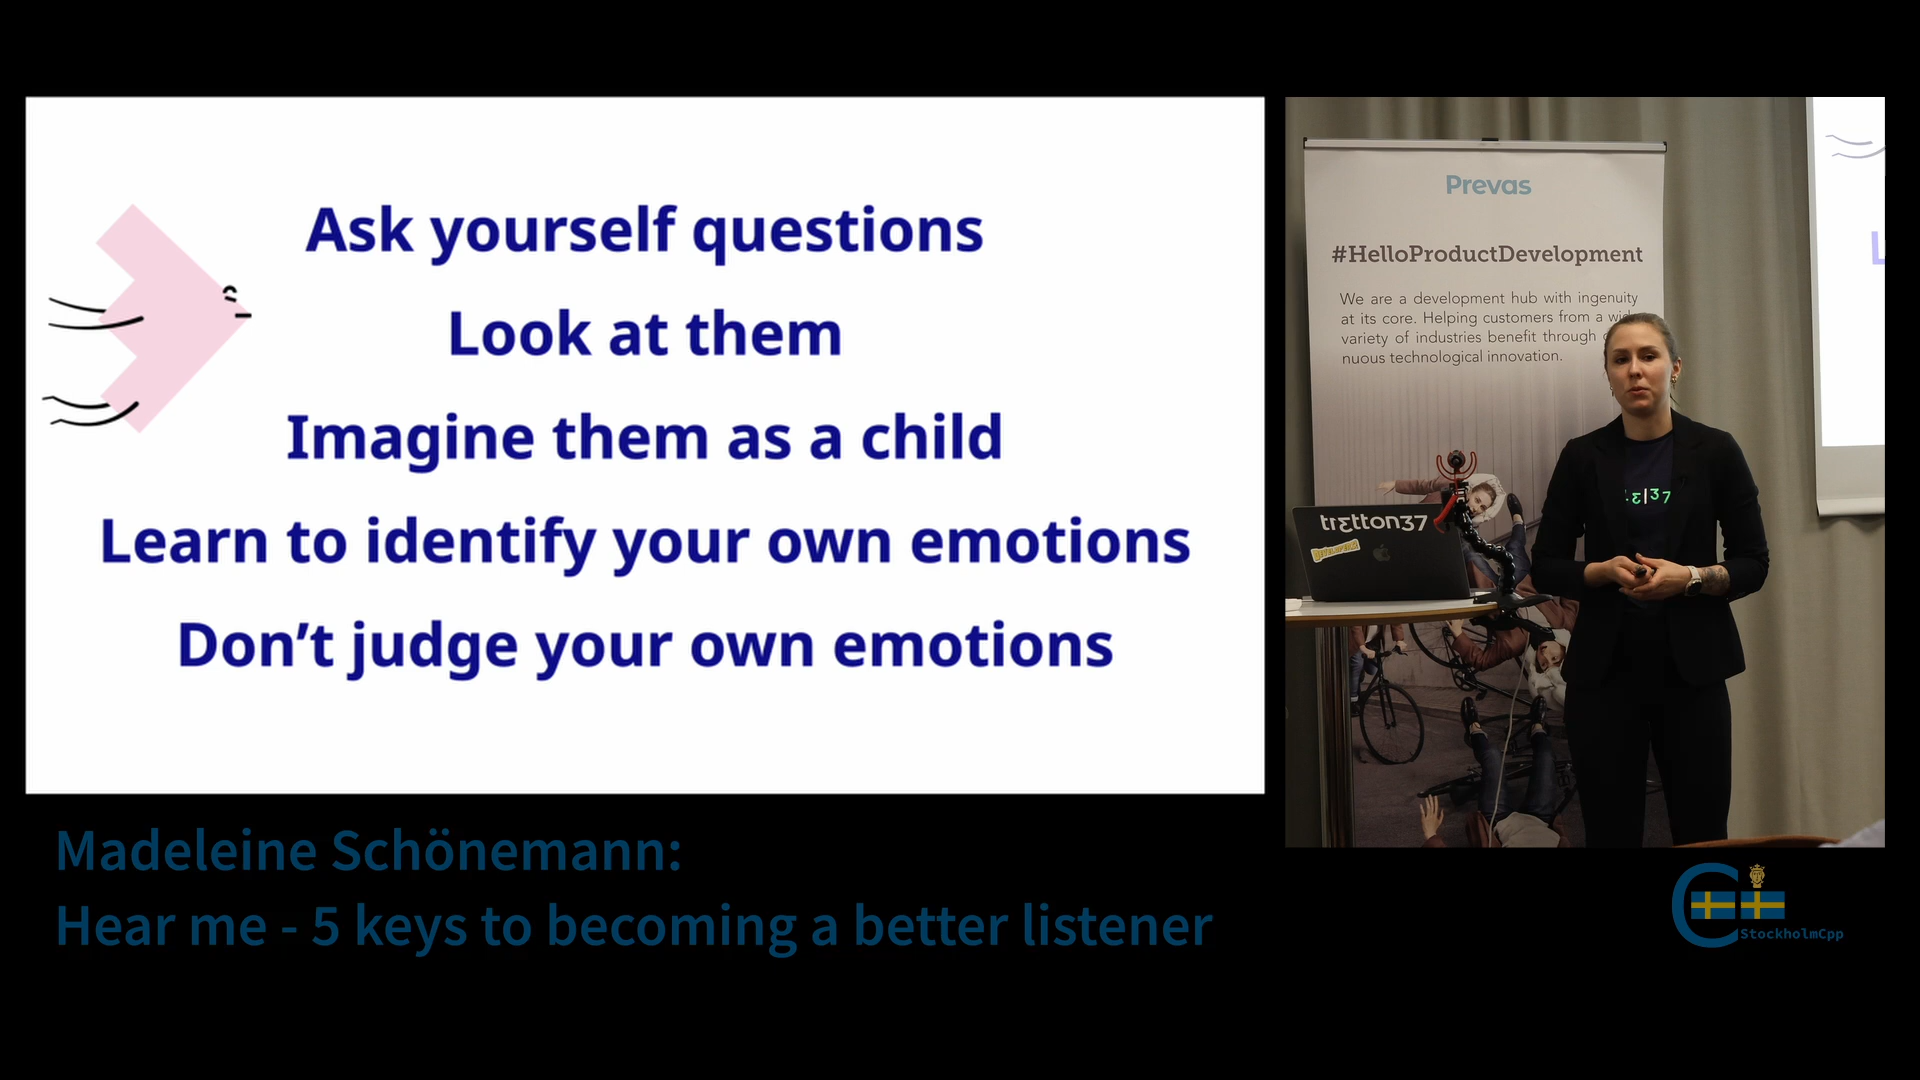 Ask yourself questions
Look at them
Imagine them as a child
Learn to identify your own emotions
Don’t judge your own emotions
Prevas
#HelloProductDevelopment
We are a development hub with ingenuity
at its core. Helping customers from a
variety of industries benefit through
nuous technological innovation.
trɛtton37
Madeleine Schönemann:
Hear me - 5 keys to becoming a better listener
StockholmCpp